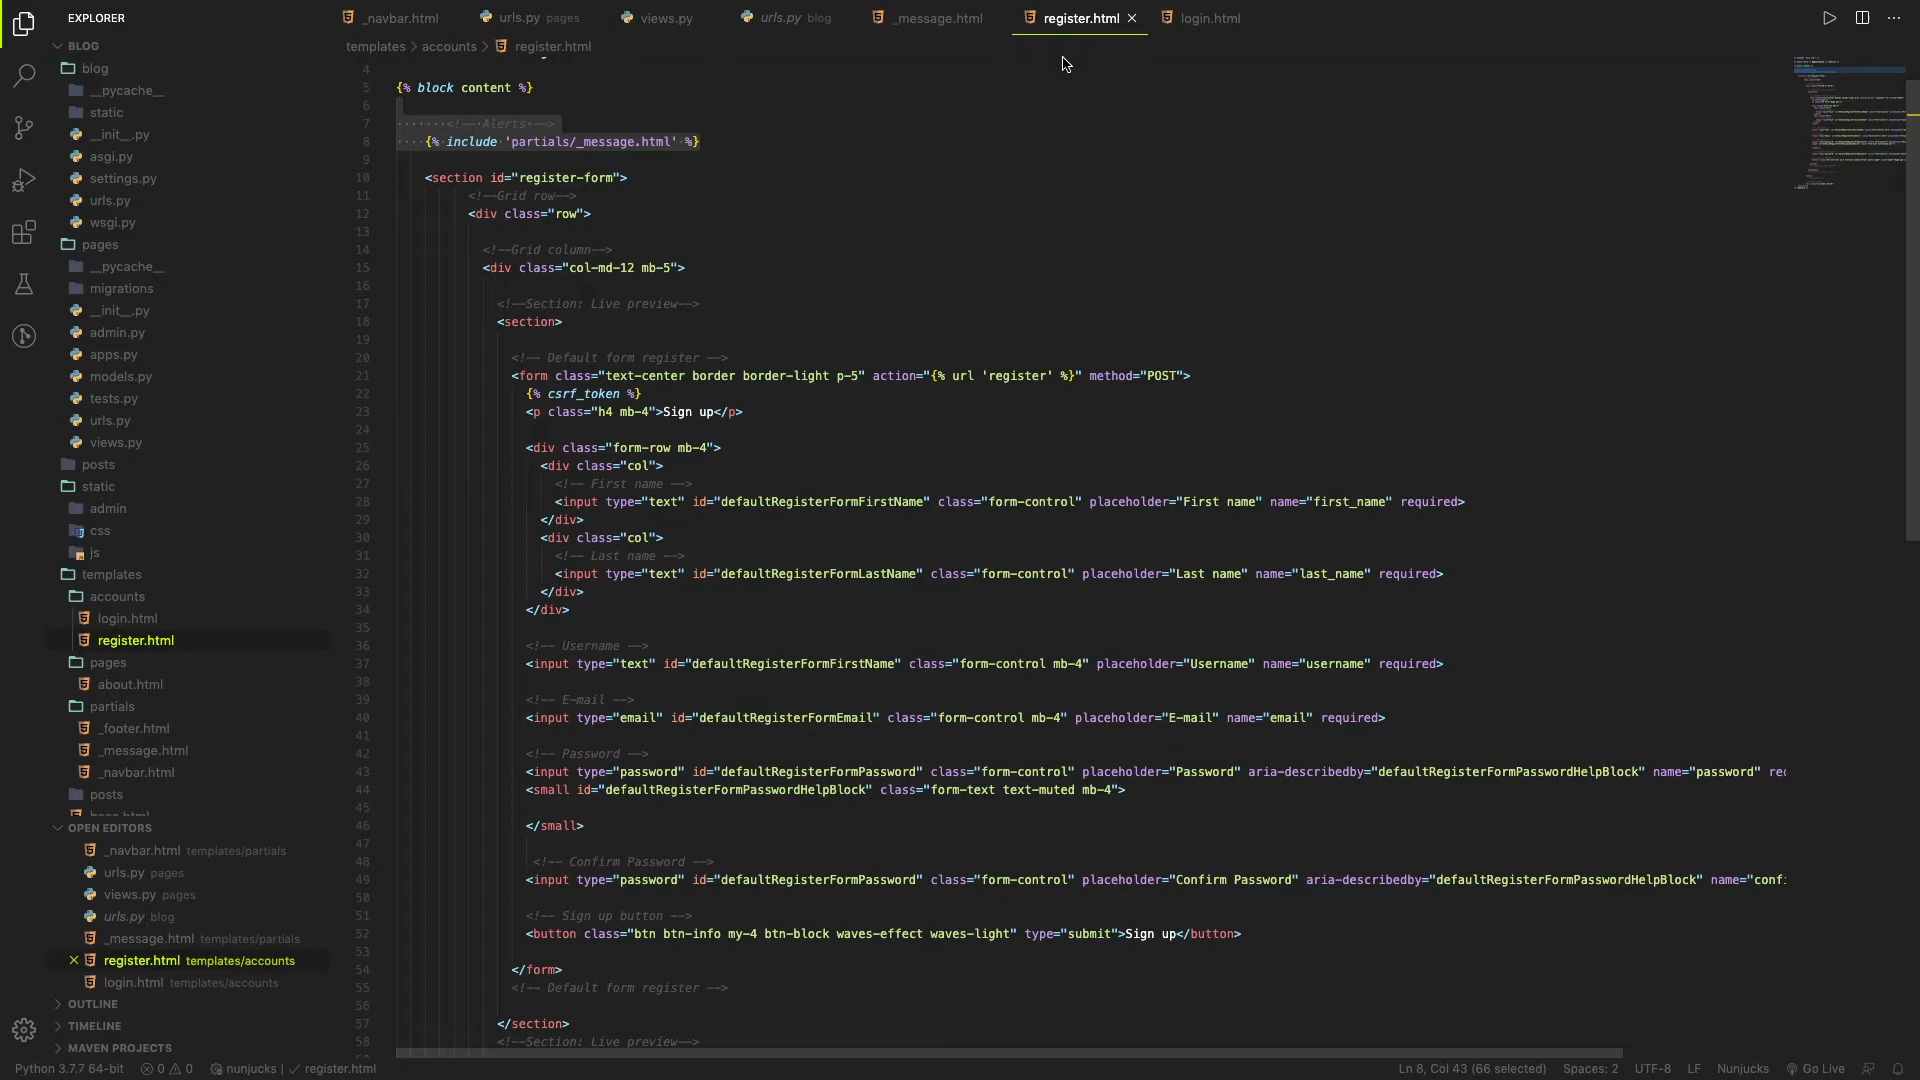 EXPLORER
BLOG
blog
__pycache__
static
__init__.py
asgi.py
settings.py
urls.py
wsgi.py
pages
__pycache__
migrations
__init__.py
admin.py
apps.py
models.py
tests.py
urls.py
views.py
posts
static
admin
css
js
templates
accounts
login.html
register.html
pages
about.html
partials
_footer.html
_message.html
_navbar.html
posts
OPEN EDITORS
_navbar.html templates/partials
urls.py pages
views.py pages
urls.py blog
_message.html templates/partials
register.html templates/accounts
login.html templates/accounts
OUTLINE
TIMELINE
MAVEN PROJECTS
_navbar.html urls.py pages views.py urls.py blog _message.html register.html login.html
templates > accounts > register.html
4
5 {% block content %}
6
7 <!-- Alerts -->
8 {% include 'partials/_message.html' %}
9
10 <section id="register-form">
11 <!--Grid row-->
12 <div class="row">
13
14 <!--Grid column-->
15 <div class="col-md-12 mb-5">
16
17 <!--Section: Live preview-->
18 <section>
19
20 <!-- Default form register -->
21 <form class="text-center border border-light p-5" action="{% url 'register' %}" method="POST">
22 {% csrf_token %}
23 <p class="h4 mb-4">Sign up</p>
24
25 <div class="form-row mb-4">
26 <div class="col">
27 <!-- First name -->
28 <input type="text" id="defaultRegisterFormFirstName" class="form-control" placeholder="First name" name="first_name" required>
29 </div>
30 <div class="col">
31 <!-- Last name -->
32 <input type="text" id="defaultRegisterFormLastName" class="form-control" placeholder="Last name" name="last_name" required>
33 </div>
34 </div>
35
36 <!-- Username -->
37 <input type="text" id="defaultRegisterFormFirstName" class="form-control mb-4" placeholder="Username" name="username" required>
38
39 <!-- E-mail -->
40 <input type="email" id="defaultRegisterFormEmail" class="form-control mb-4" placeholder="E-mail" name="email" required>
41
42 <!-- Password -->
43 <input type="password" id="defaultRegisterFormPassword" class="form-control" placeholder="Password" aria-describedby="defaultRegisterFormPasswordHelpBlock" name="password" rec
44 <small id="defaultRegisterFormPasswordHelpBlock" class="form-text text-muted mb-4">
45
46 </small>
47
48 <!-- Confirm Password -->
49 <input type="password" id="defaultRegisterFormPassword" class="form-control" placeholder="Confirm Password" aria-describedby="defaultRegisterFormPasswordHelpBlock" name="confi
50
51 <!-- Sign up button -->
52 <button class="btn btn-info my-4 btn-block waves-effect waves-light" type="submit">Sign up</button>
53
54 </form>
55 <!-- Default form register -->
56
57 </section>
58 <!--Section: Live preview-->
Python 3.7.7 64-bit 0 0 nunjucks | ✓ register.html Ln 8, Col 43 (66 selected) Spaces: 2 UTF-8 LF Nunjucks Go Live